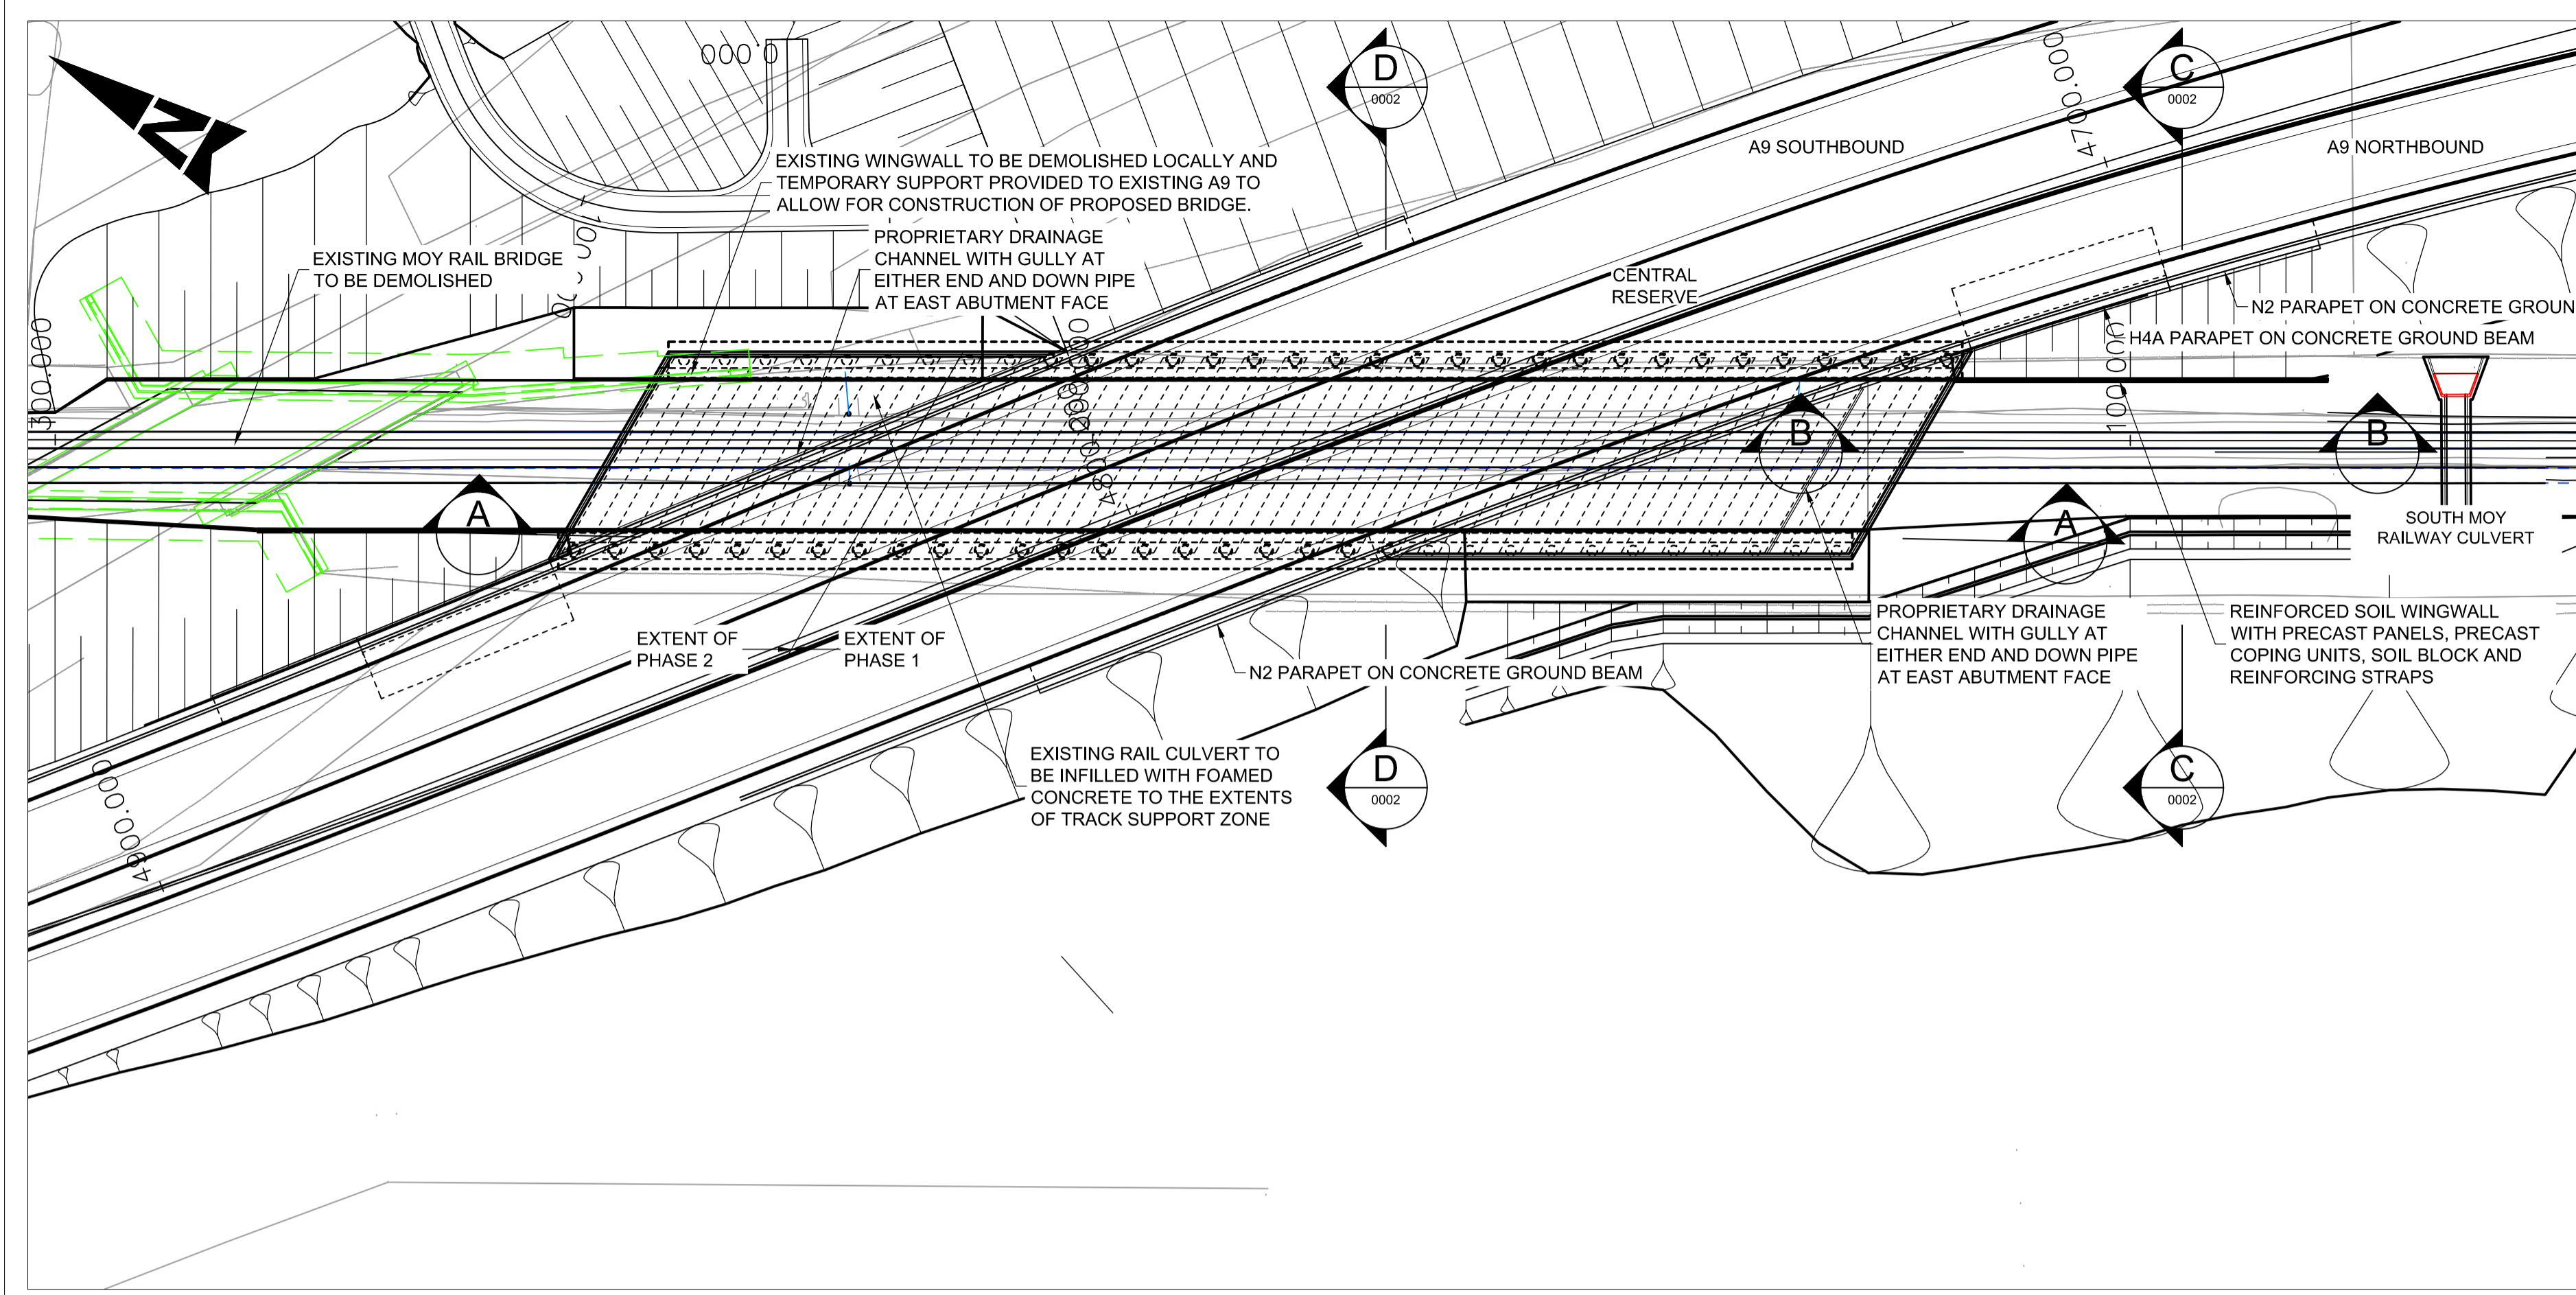 N
0.000
D
0002
C
0002
A9 SOUTHBOUND
A9 NORTHBOUND
-4700.000
EXISTING WINGWALL TO BE DEMOLISHED LOCALLY AND
TEMPORARY SUPPORT PROVIDED TO EXISTING A9 TO
ALLOW FOR CONSTRUCTION OF PROPOSED BRIDGE.
PROPRIETARY DRAINAGE
CHANNEL WITH GULLY AT
EITHER END AND DOWN PIPE
AT EAST ABUTMENT FACE
EXISTING MOY RAIL BRIDGE
TO BE DEMOLISHED
CENTRAL
RESERVE
N2 PARAPET ON CONCRETE GROUN
H4A PARAPET ON CONCRETE GROUND BEAM
-300.000
-100.000
B
B
A
A
SOUTH MOY
RAILWAY CULVERT
EXTENT OF
PHASE 2
EXTENT OF
PHASE 1
N2 PARAPET ON CONCRETE GROUND BEAM
PROPRIETARY DRAINAGE
CHANNEL WITH GULLY AT
EITHER END AND DOWN PIPE
AT EAST ABUTMENT FACE
REINFORCED SOIL WINGWALL
WITH PRECAST PANELS, PRECAST
COPING UNITS, SOIL BLOCK AND
REINFORCING STRAPS
EXISTING RAIL CULVERT TO
BE INFILLED WITH FOAMED
CONCRETE TO THE EXTENTS
OF TRACK SUPPORT ZONE
D
0002
C
0002
-4900.000